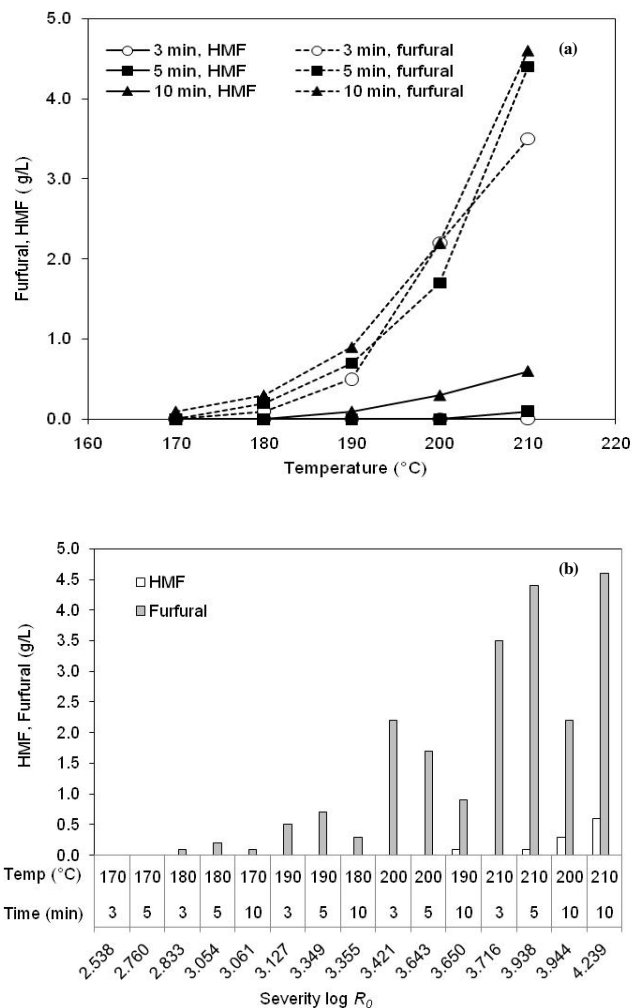 5.0
4.0
3.0
2.0
1.0
0.0
Furfural, HMF ( g/L)
3 min, HMF 3 min, furfural (a)
5 min, HMF 5 min, furfural
10 min, HMF 10 min, furfural
160 170 180 190 200 210 220
Temperature (°C)
5.0
4.5
4.0
3.5
3.0
2.5
2.0
1.5
1.0
0.5
0.0
HMF, Furfural (g/L)
HMF (b)
Furfural
Temp (°C) 170 170 180 180 170 190 190 180 200 200 190 210 210 200 210
Time (min) 3 5 3 5 10 3 5 10 3 5 10 3 5 10 10
2.538 2.760 2.833 3.054 3.061 3.127 3.349 3.355 3.421 3.643 3.650 3.716 3.938 3.944 4.239
Severity log R0